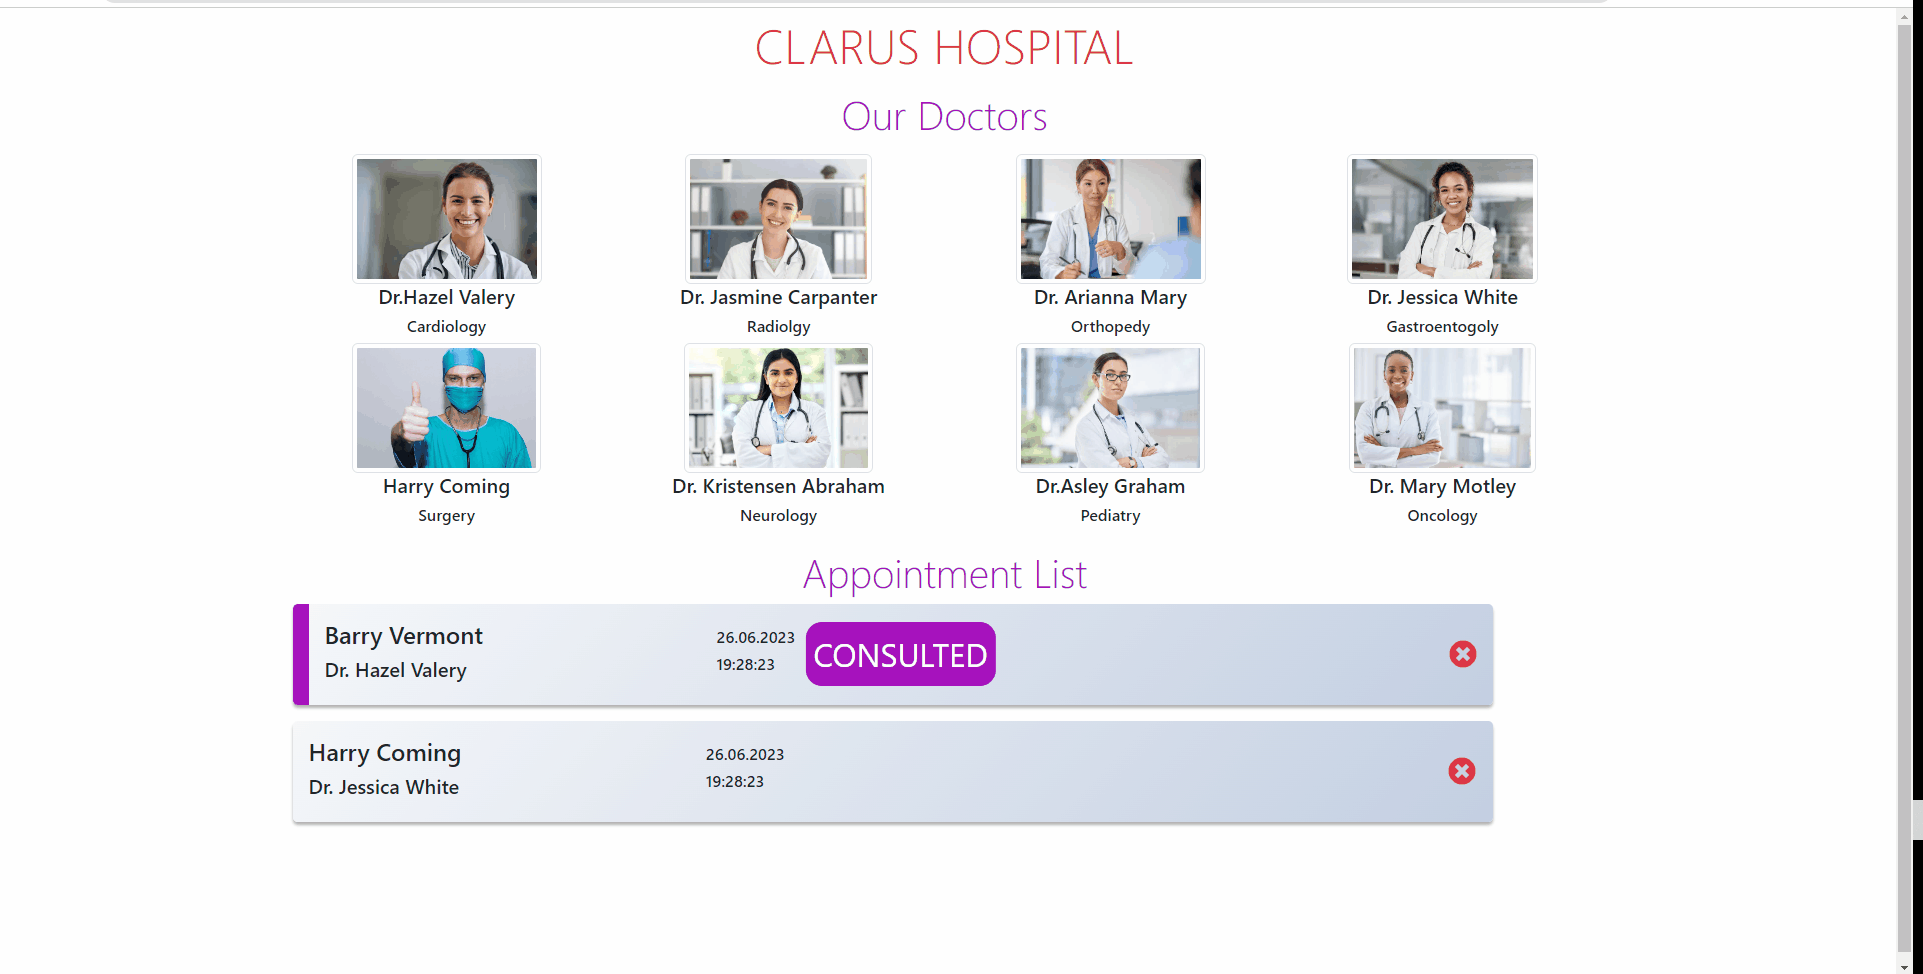 CLARUS HOSPITAL
Our Doctors
Dr.Hazel Valery
Cardiology
Dr. Jasmine Carpanter
Radiolgy
Dr. Arianna Mary
Orthopedy
Dr. Jessica White
Gastroentogoly
Harry Coming
Surgery
Dr. Kristensen Abraham
Neurology
Dr.Asley Graham
Pediatry
Dr. Mary Motley
Oncology
Appointment List
Barry Vermont
Dr. Hazel Valery
26.06.2023
19:28:23
CONSULTED
Harry Coming
Dr. Jessica White
26.06.2023
19:28:23